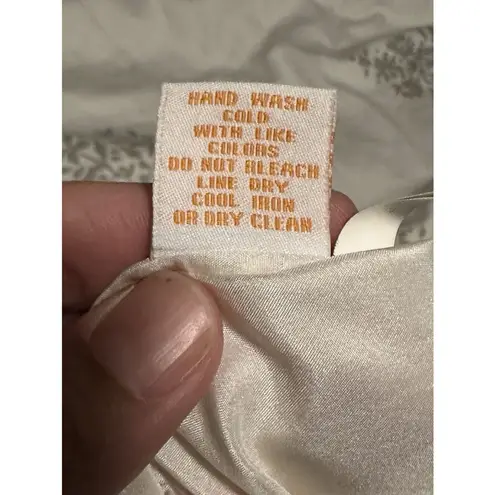 HAND WASH
COLD
WITH LIKE
COLORS
DO NOT BLEACH
LINE DRY
COOL IRON
OR DRY CLEAN